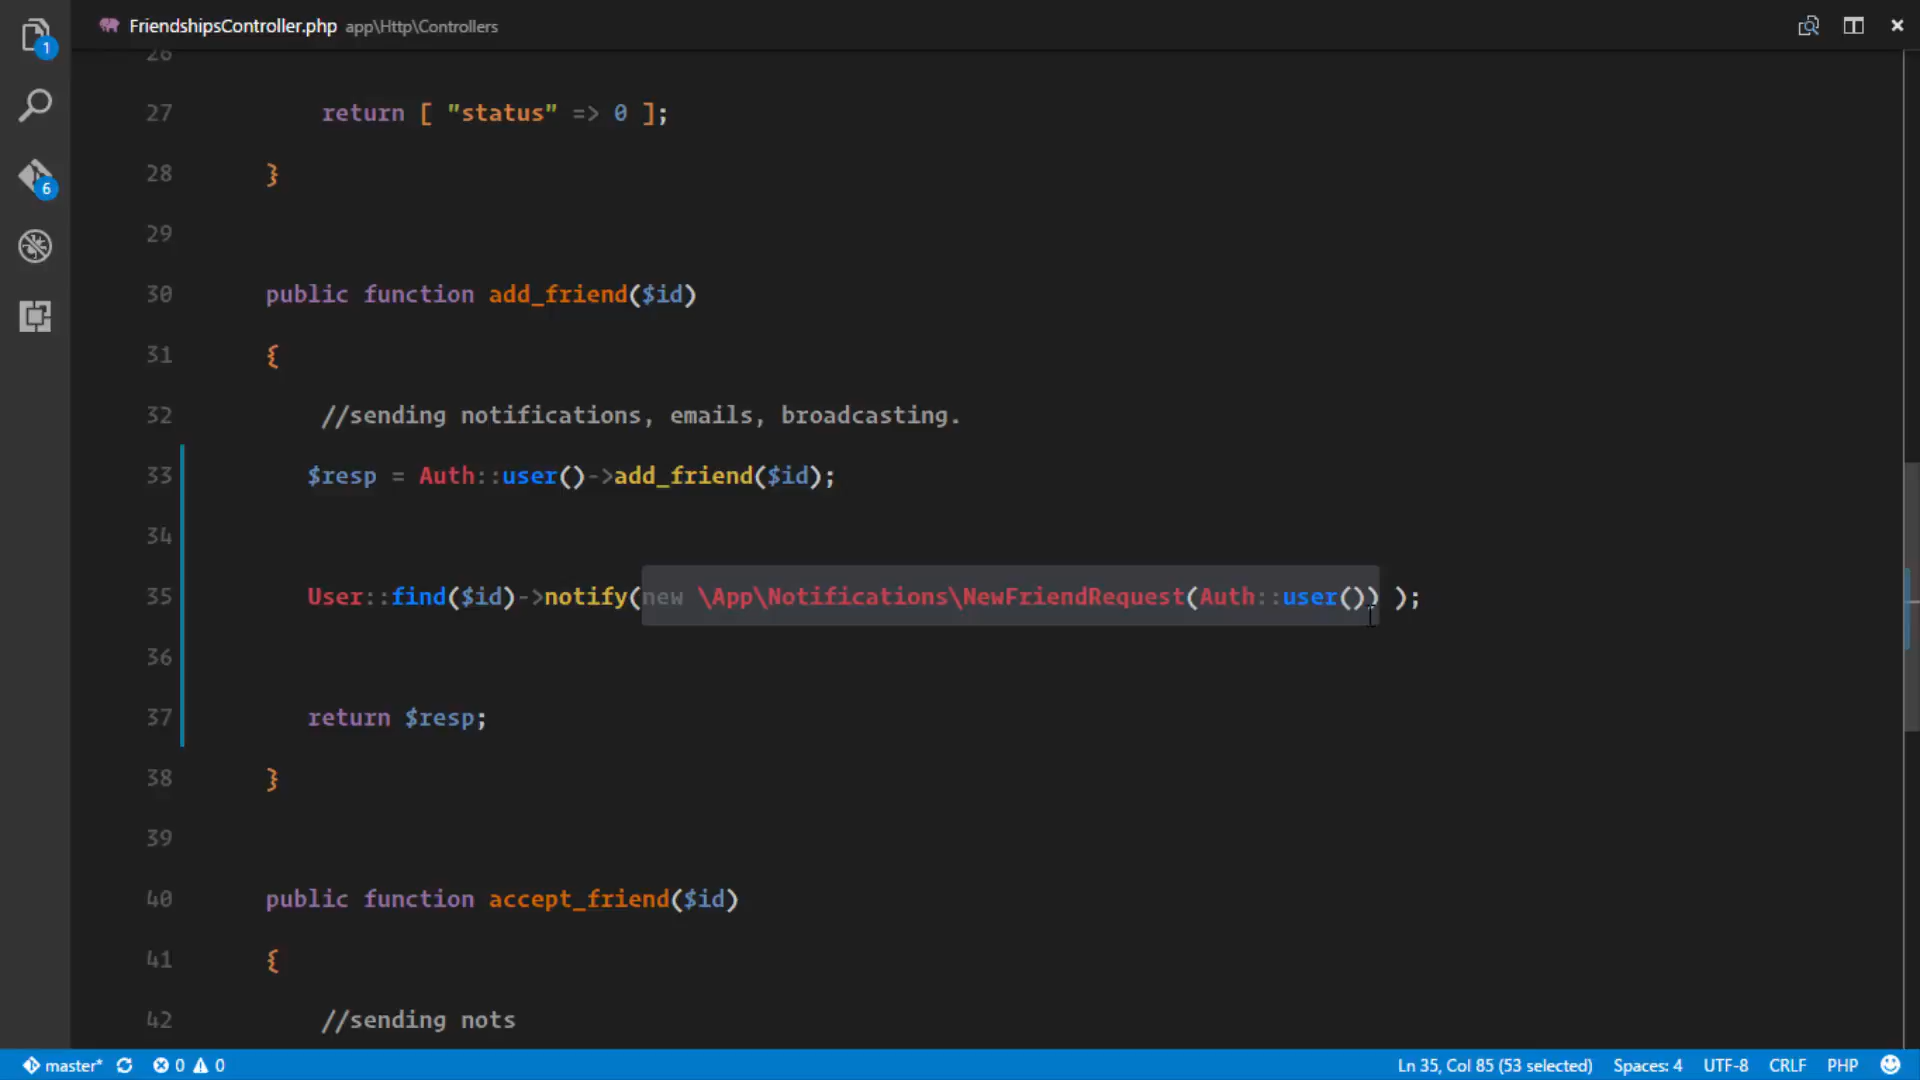 FriendshipsController.php app\Http\Controllers
1
26
27 return [ "status" => 0 ];
28 }
6
29
30 public function add_friend($id)
31 {
32 //sending notifications, emails, broadcasting.
33 $resp = Auth::user()->add_friend($id);
34
35 User::find($id)->notify(new \App\Notifications\NewFriendRequest(Auth::user()) );
36
37 return $resp;
38 }
39
40 public function accept_friend($id)
41 {
42 //sending nots
master* 0 0 Ln 35, Col 85 (53 selected) Spaces: 4 UTF-8 CRLF PHP